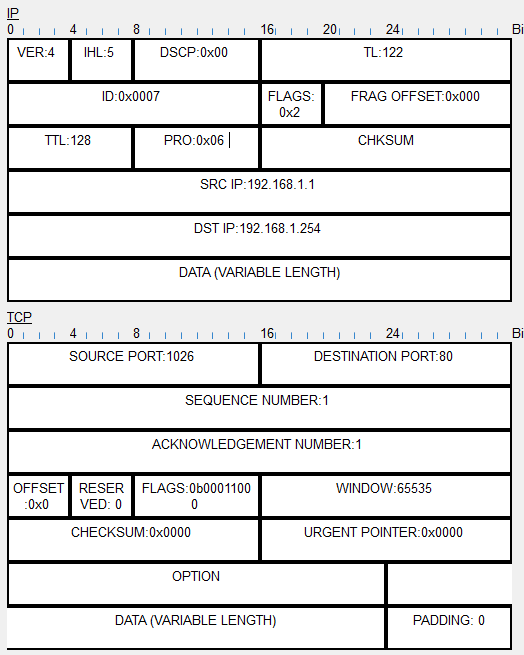 IP
0 4 8 16 20 24 Bi
VER:4 IHL:5 DSCP:0x00 TL:122
ID:0x0007 FLAGS: FRAG OFFSET:0x000
0x2
TTL:128 PRO:0x06 CHKSUM
SRC IP:192.168.1.1
DST IP:192.168.1.254
DATA (VARIABLE LENGTH)
TCP
0 4 8 16 24 Bi
SOURCE PORT:1026 DESTINATION PORT:80
SEQUENCE NUMBER:1
ACKNOWLEDGEMENT NUMBER:1
OFFSET RESER FLAGS:0b0001100 WINDOW:65535
:0x0 VED: 0 0
CHECKSUM:0x0000 URGENT POINTER:0x0000
OPTION
DATA (VARIABLE LENGTH) PADDING: 0